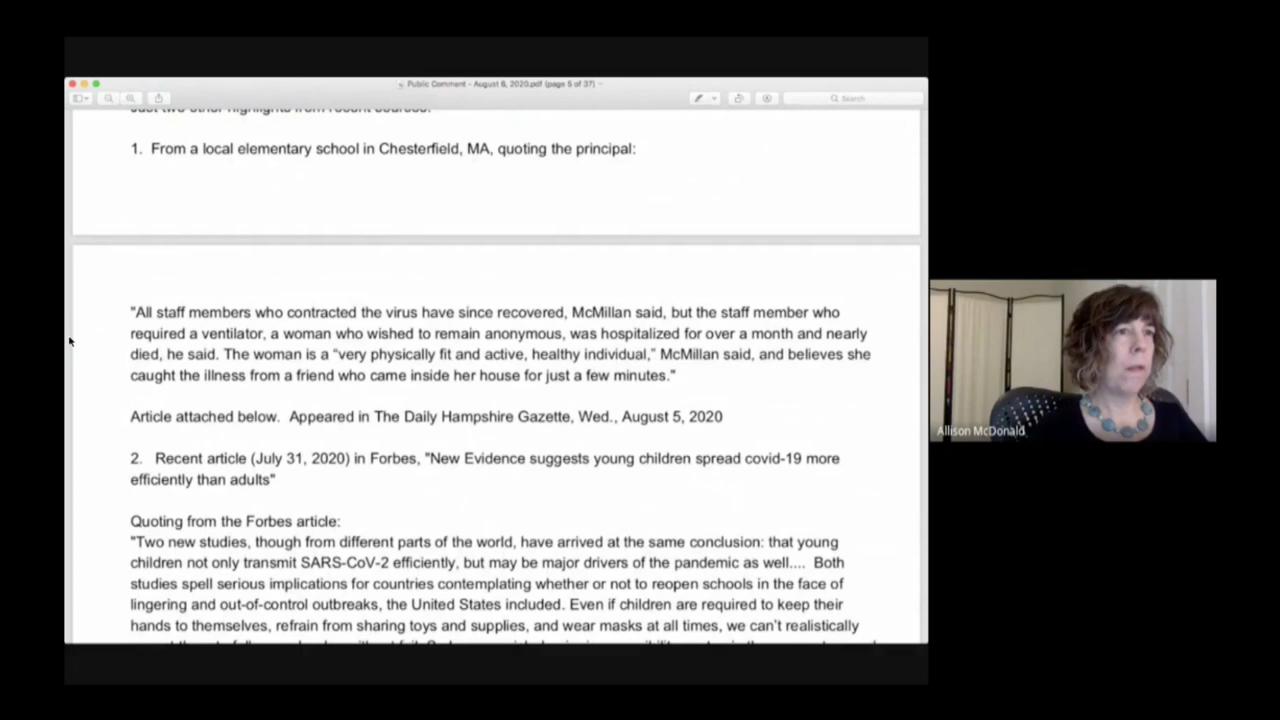 Public Comment - August 6, 2020.pdf (page 5 of 37)
Search
Just two other highlights from recent sources:
1. From a local elementary school in Chesterfield, MA, quoting the principal:
"All staff members who contracted the virus have since recovered, McMillan said, but the staff member who
required a ventilator, a woman who wished to remain anonymous, was hospitalized for over a month and nearly
died, he said. The woman is a “very physically fit and active, healthy individual,” McMillan said, and believes she
caught the illness from a friend who came inside her house for just a few minutes."
Article attached below. Appeared in The Daily Hampshire Gazette, Wed., August 5, 2020
2. Recent article (July 31, 2020) in Forbes, "New Evidence suggests young children spread covid-19 more
efficiently than adults"
Quoting from the Forbes article:
"Two new studies, though from different parts of the world, have arrived at the same conclusion: that young
children not only transmit SARS-CoV-2 efficiently, but may be major drivers of the pandemic as well.... Both
studies spell serious implications for countries contemplating whether or not to reopen schools in the face of
lingering and out-of-control outbreaks, the United States included. Even if children are required to keep their
hands to themselves, refrain from sharing toys and supplies, and wear masks at all times, we can’t realistically
Allison McDonald